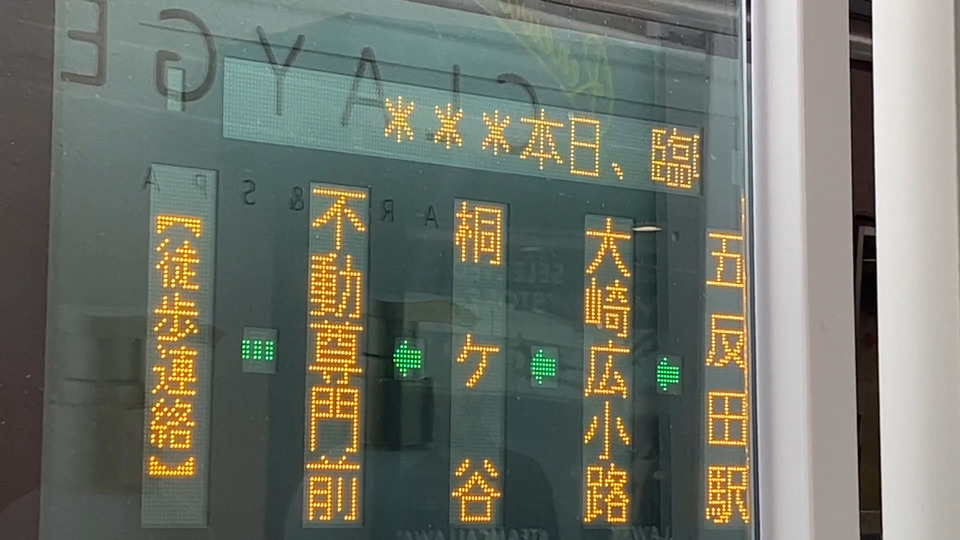 ***本日、臨
五反田駅
大崎広小路
桐ケ谷
不動尊門前
『徒歩連絡』
CLAYGE